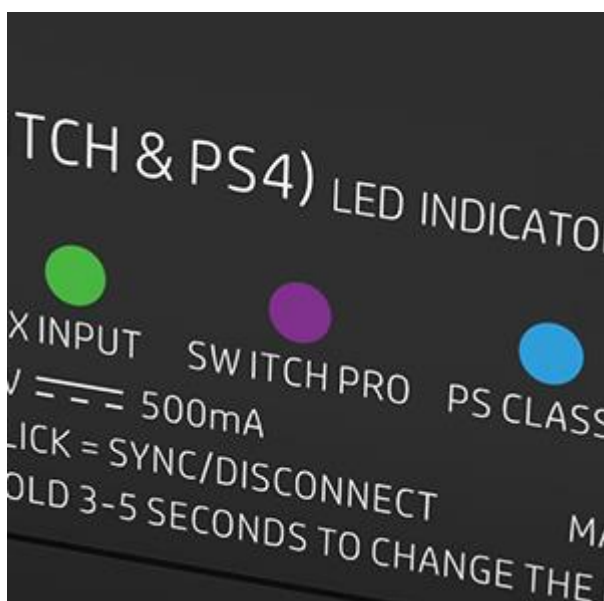 TCH & PS4) LED INDICATO
X INPUT SW ITCH PRO PS CLASS
V 500mA
LICK = SYNC/DISCONNECT MA
OLD 3-5 SECONDS TO CHANGE THE